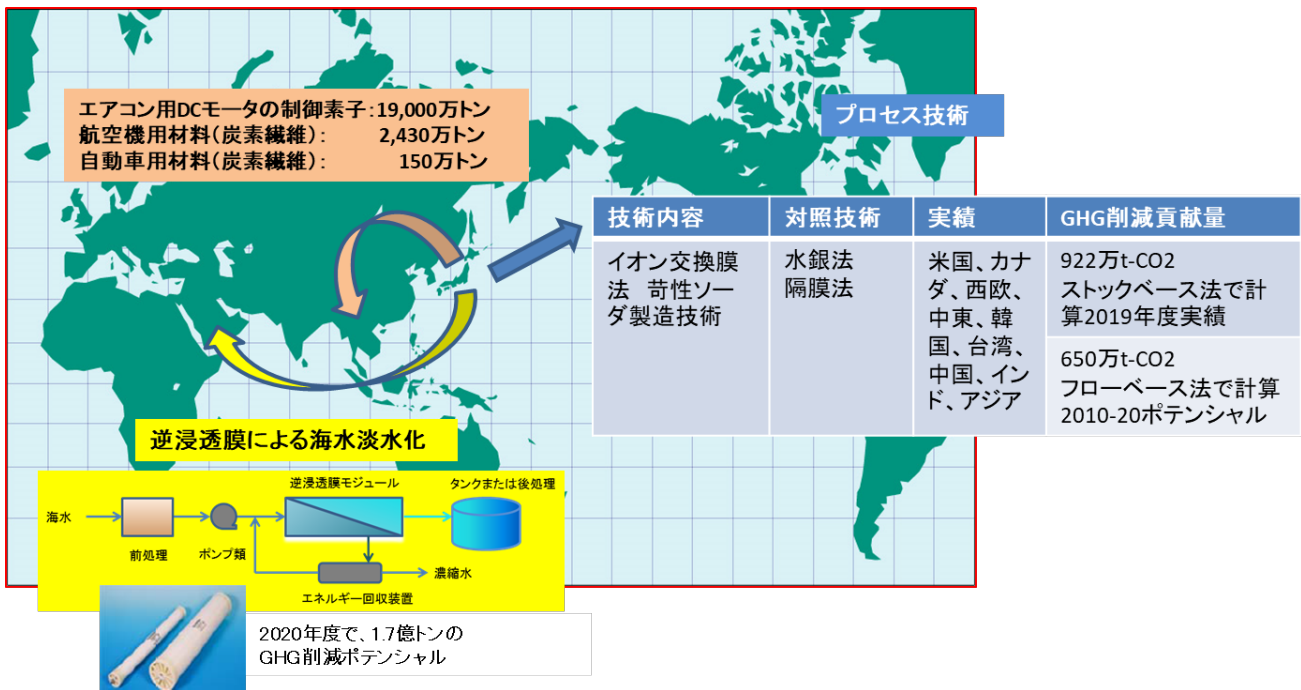 エアコン用DCモータの制御素子:19,000万トン
航空機用材料(炭素繊維): 2,430万トン
自動車用材料(炭素繊維): 150万トン
プロセス技術
技術内容
対照技術
実績
GHG削減貢献量
イオン交換膜
法 苛性ソー
ダ製造技術
水銀法
隔膜法
米国、カナ
ダ、西欧、
中東、韓
国、台湾、
中国、イン
ド、アジア
922万t-CO2
ストックベース法で計
算2019年度実績
650万t-CO2
フローベース法で計算
2010-20ポテンシャル
逆浸透膜による海水淡水化
逆浸透膜モジュール
タンクまたは後処理
海水
前処理
ポンプ類
濃縮水
エネルギー回収装置
2020年度で、1.7億トンの
GHG削減ポテンシャル